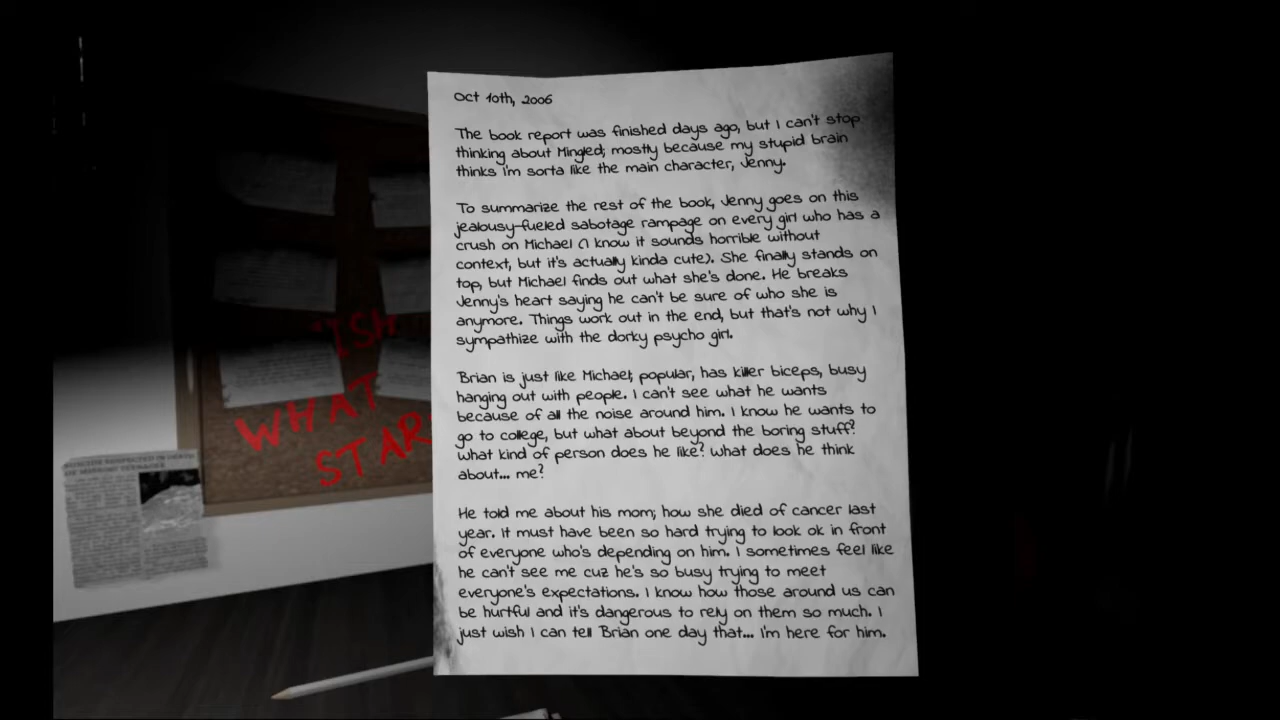 Oct 10th, 2006
The book report was finished days ago, but I can't stop
thinking about Mingled; mostly because my stupid brain
thinks I'm sorta like the main character, Jenny.
To summarize the rest of the book, Jenny goes on this
jealousy-fueled sabotage rampage on every girl who has a
crush on Michael (I know it sounds horrible without
context, but it's actually kinda cute). She finally stands on
top, but Michael finds out what she's done. He breaks
Jenny's heart saying he can't be sure of who she is
anymore. Things work out in the end, but that's not why I
sympathize with the dorky psycho girl.
Brian is just like Michael; popular, has killer biceps, busy
hanging out with people. I can't see what he wants
because of all the noise around him. I know he wants to
go to college, but what about beyond the boring stuff?
What kind of person does he like? What does he think
about... me?
He told me about his mom; how she died of cancer last
year. It must have been so hard trying to look ok in front
of everyone who's depending on him. I sometimes feel like
he can't see me cuz he's so busy trying to meet
everyone's expectations. I know how those around us can
be hurtful and it's dangerous to rely on them so much. I
just wish I can tell Brian one day that... I'm here for him.
WHAT